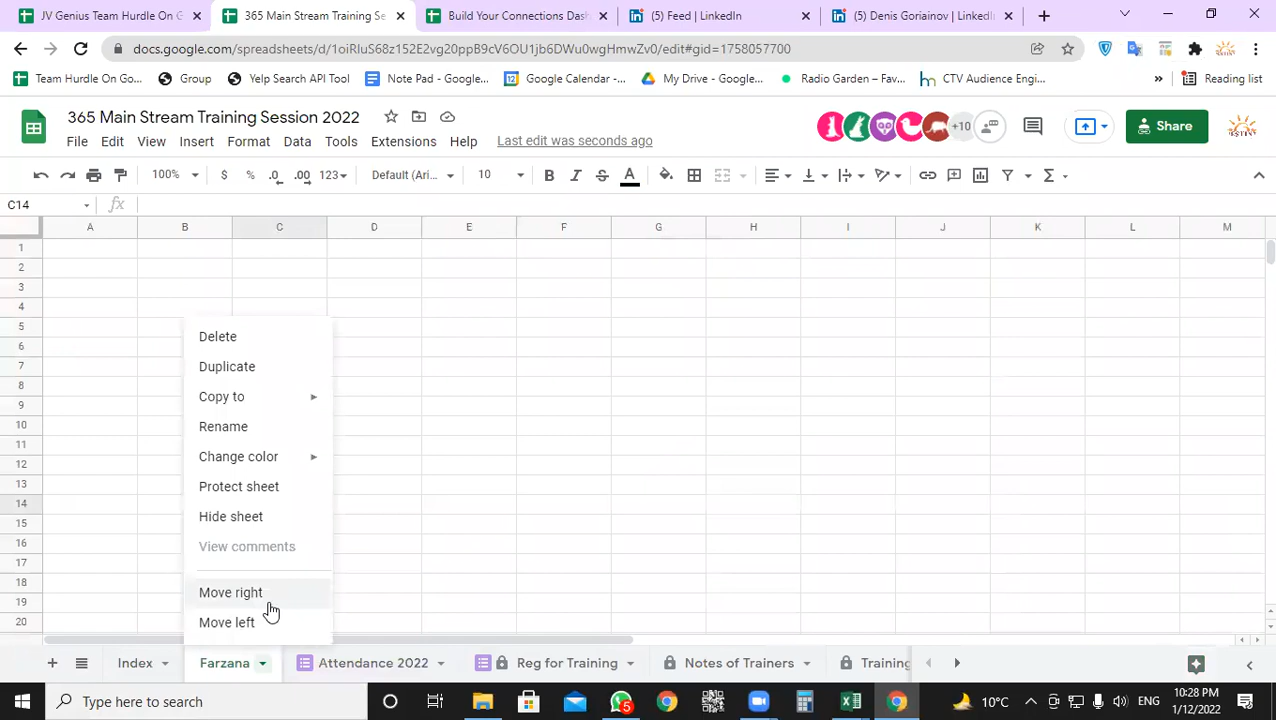 JV Genius Team Hurdle On G
365 Main Stream Training Se
Build Your Connections Dash
(5) Feed | LinkedIn
(5) Denis Goriainov | LinkedIn
docs.google.com/spreadsheets/d/1oiRIuS68z152E2vg20ppB9cV6OU1jb6DWu0wgHmwZv0/edit#gid=1758057700
Team Hurdle On Go...
Group
Yelp Search API Tool
Note Pad - Google...
Google Calendar -...
My Drive - Google...
Radio Garden – Fav...
CTV Audience Engi...
»
Reading list
365 Main Stream Training Session 2022
+10
Share
File Edit View Insert Format Data Tools Extensions Help Last edit was seconds ago
100% $ % .0 .00 123 Default (Ari... 10 B I S A
C14 fx
A B C D E F G H I J K L M
1
2
3
4
5
6
7
8
9
10
11
12
13
14
15
16
17
18
19
20
Delete
Duplicate
Copy to
Rename
Change color
Protect sheet
Hide sheet
View comments
Move right
Move left
Index
Farzana
Attendance 2022
Reg for Training
Notes of Trainers
Training
Type here to search
5
10°C
ENG
10:28 PM
1/12/2022